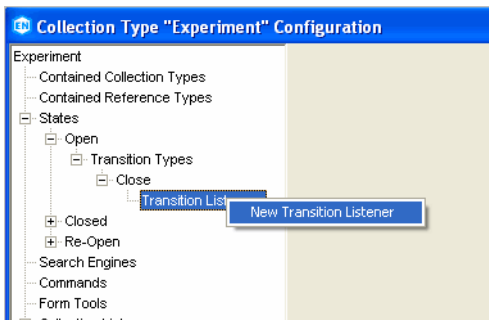 EN Collection Type "Experiment" Configuration
Experiment
Contained Collection Types
Contained Reference Types
States
Open
Transition Types
Close
Transition List
New Transition Listener
Closed
Re-Open
Search Engines
Commands
Form Tools